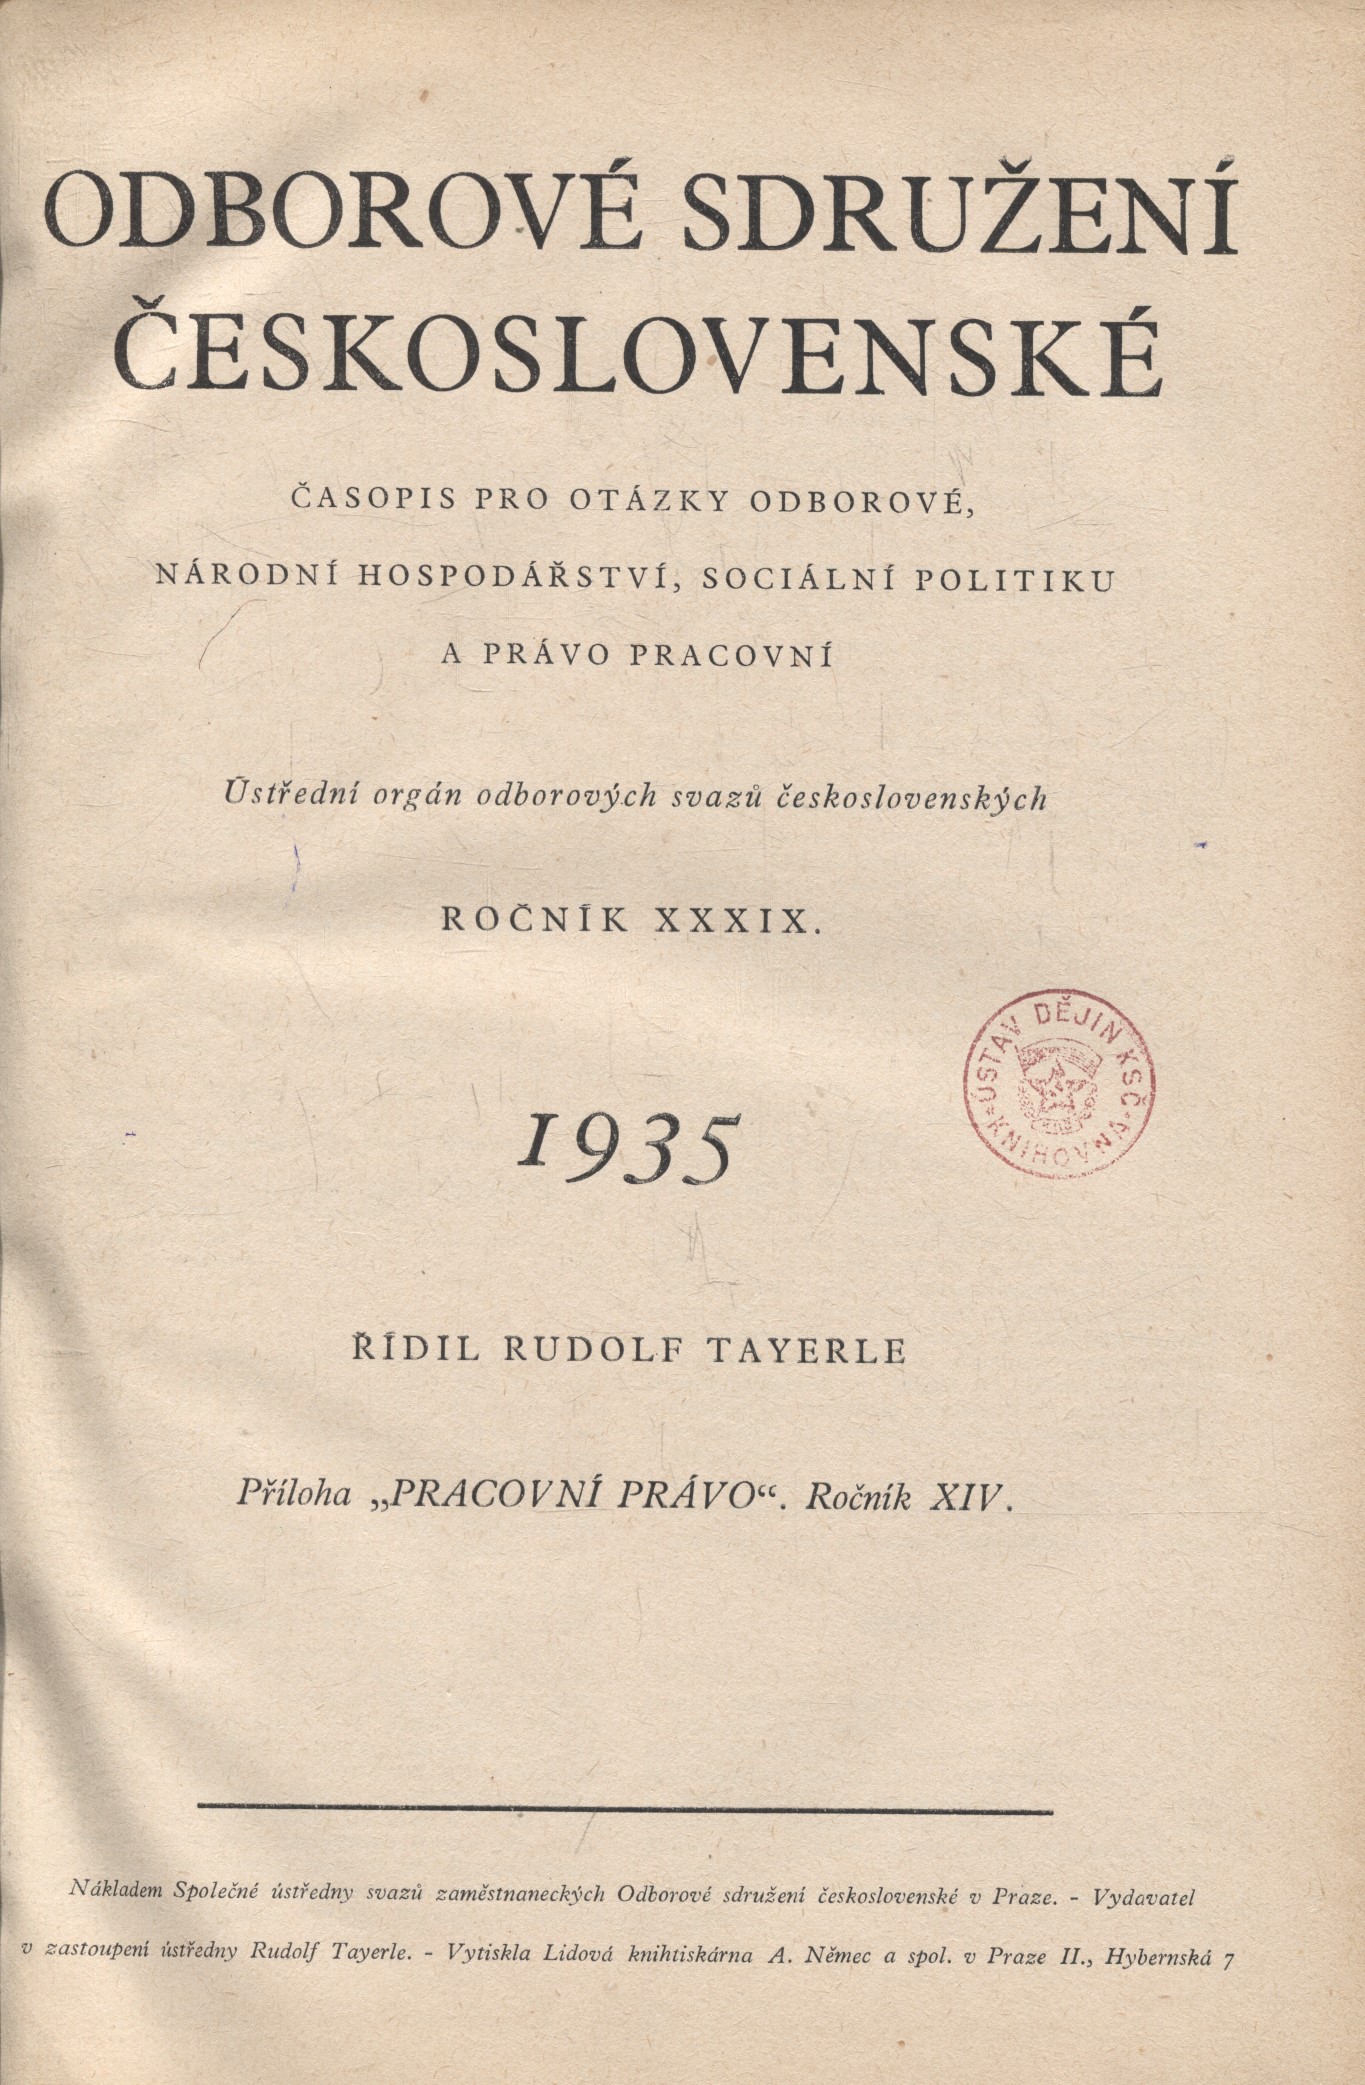 ODBOROVÉ SDRUŽENÍ
ČESKOSLOVENSKÉ
ČASOPIS PRO OTÁZKY ODBOROVÉ,
NÁRODNÍ HOSPODÁŘSTVÍ, SOCIÁLNÍ POLITIKU
A PRÁVO PRACOVNÍ
Ústřední orgán odborových svazů československých
ROČNÍK XXXIX.
ÚSTAV DĚJIN KSČ
KNIHOVNA
1935
ŘÍDIL RUDOLF TAYERLE
Příloha „PRACOVNÍ PRÁVO“. Ročník XIV.
Nákladem Společné ústředny svazů zaměstnaneckých Odborové sdružení československé v Praze. - Vydavatel
v zastoupení ústředny Rudolf Tayerle. - Vytiskla Lidová knihtiskárna A. Němec a spol. v Praze II., Hybernská 7